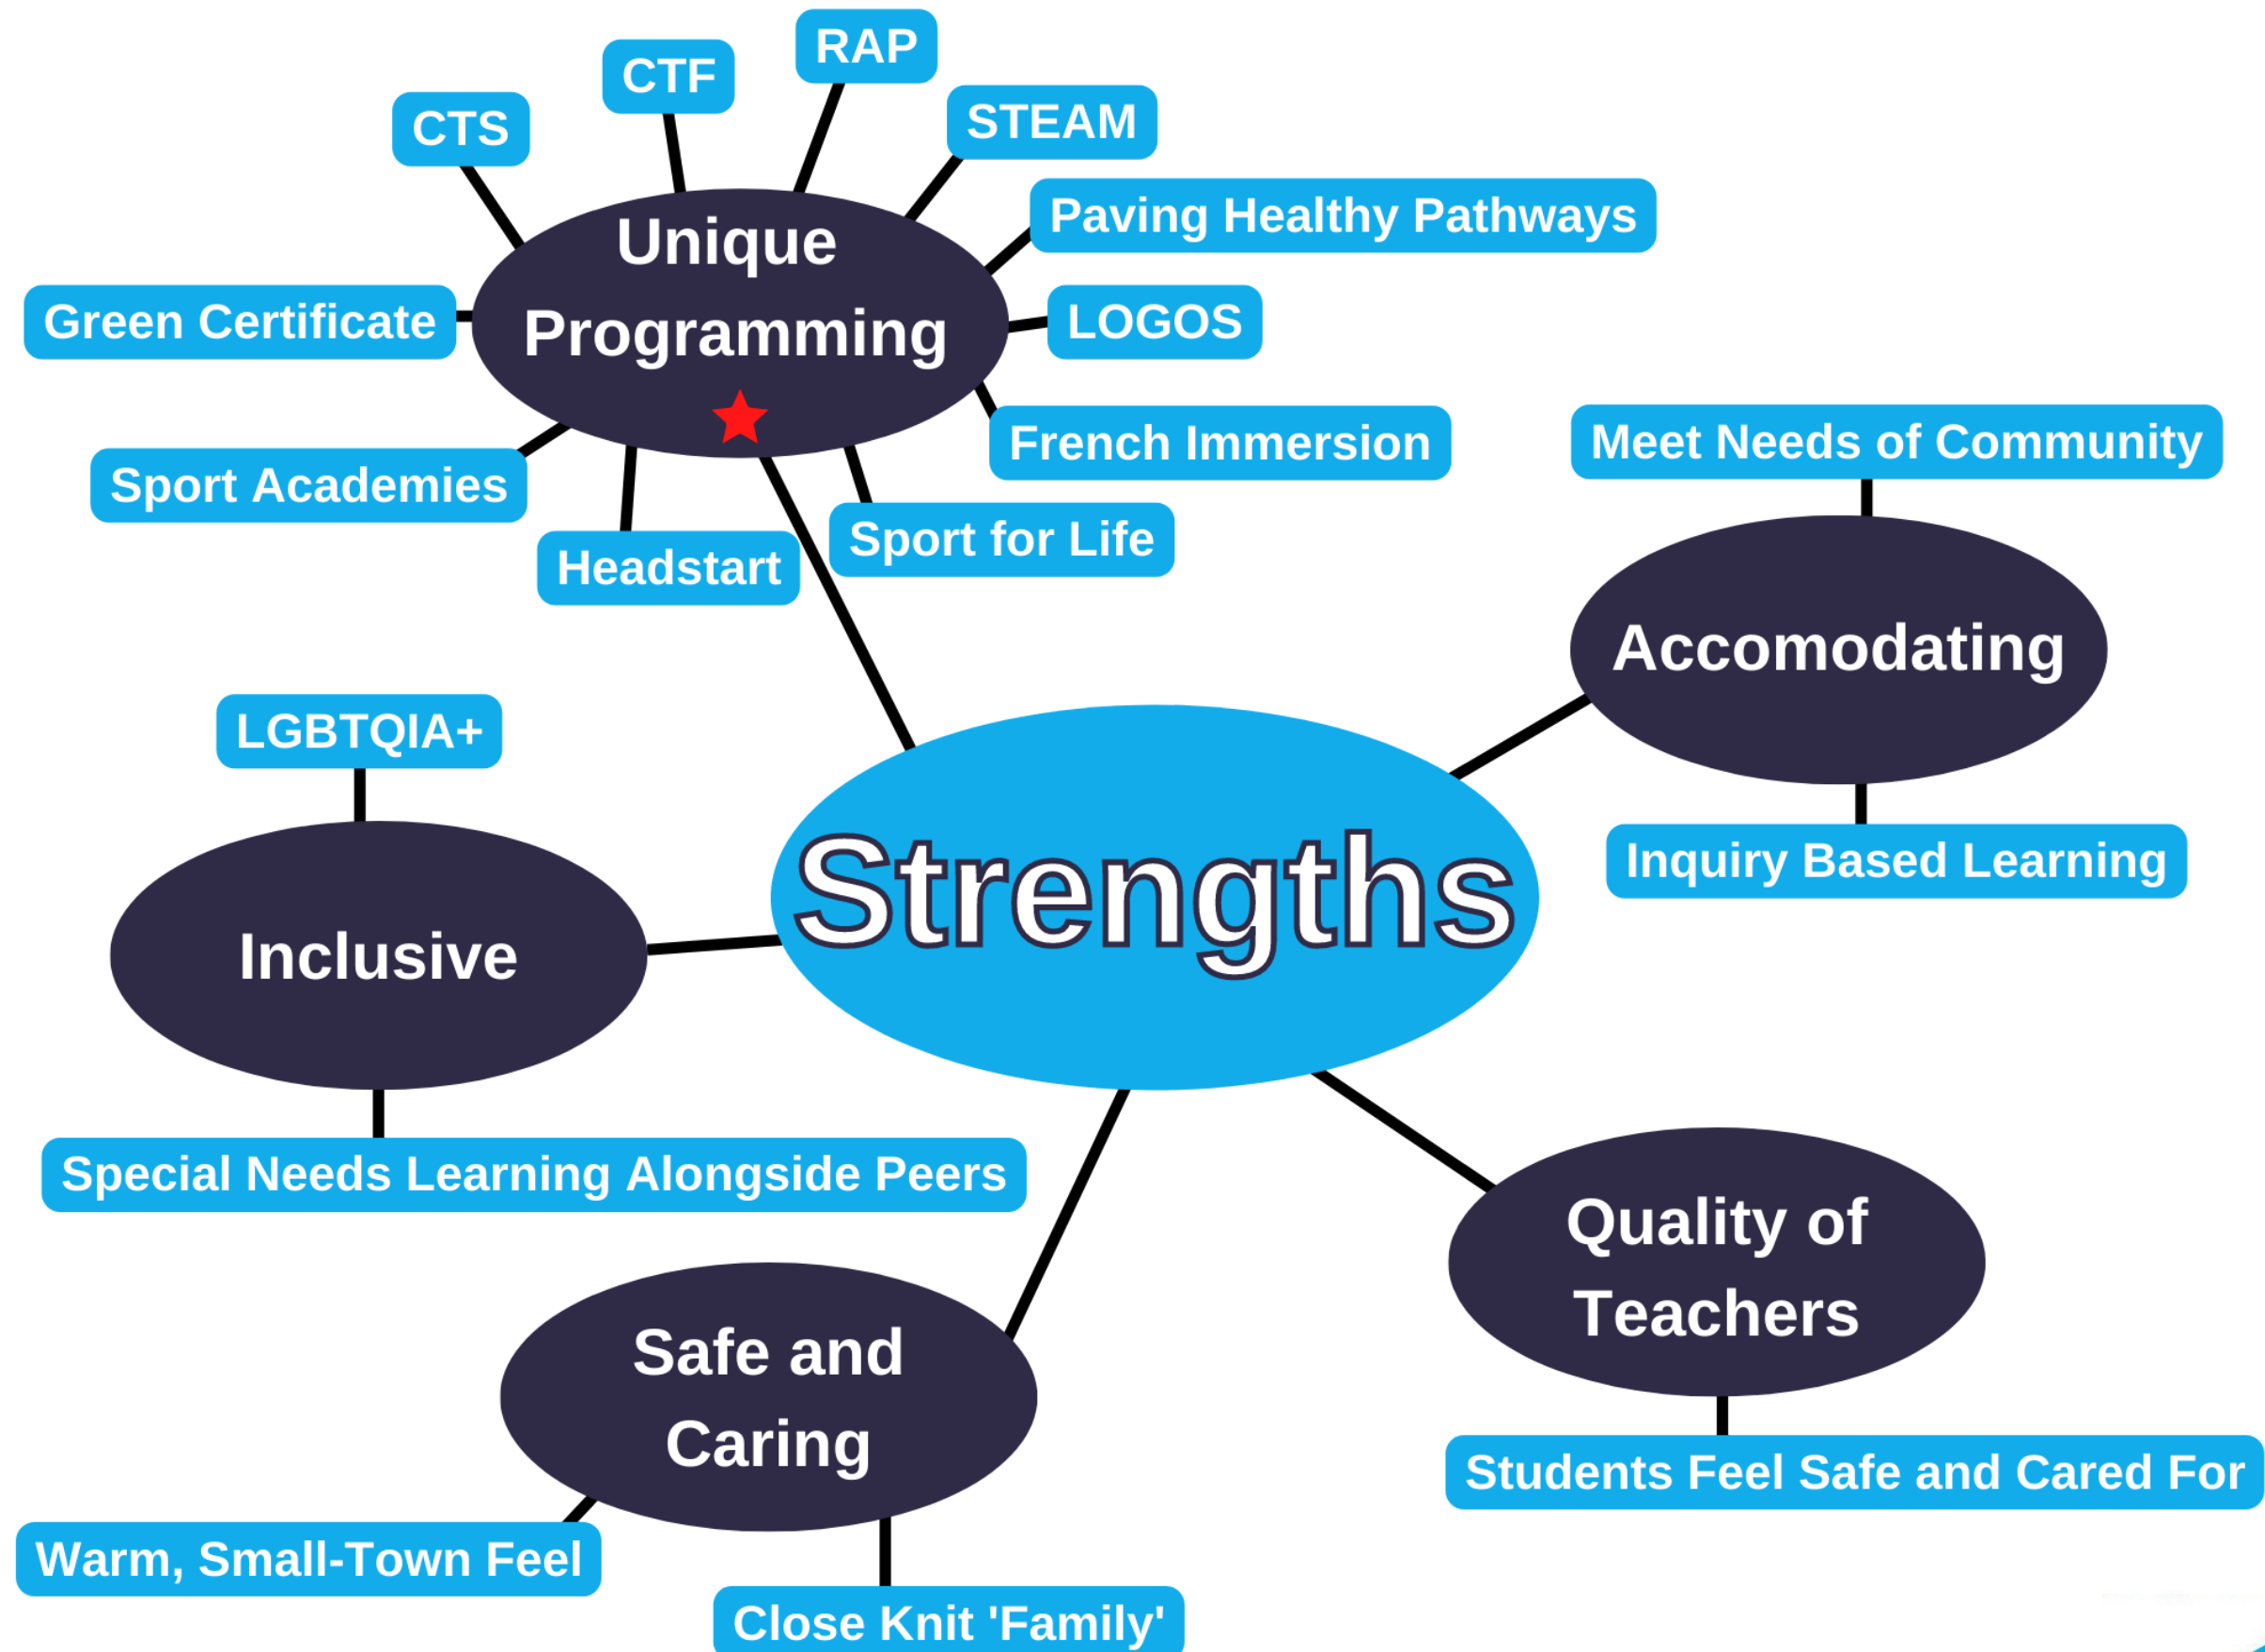 RAP
CTF
STEAM
CTS
Paving Healthy Pathways
Unique
Programming
Green Certificate
LOGOS
French Immersion
Meet Needs of Community
Sport Academies
Sport for Life
Headstart
Accomodating
LGBTQIA+
Inquiry Based Learning
Strengths
Inclusive
Special Needs Learning Alongside Peers
Quality of
Teachers
Safe and
Caring
Students Feel Safe and Cared For
Warm, Small-Town Feel
Close Knit 'Family'